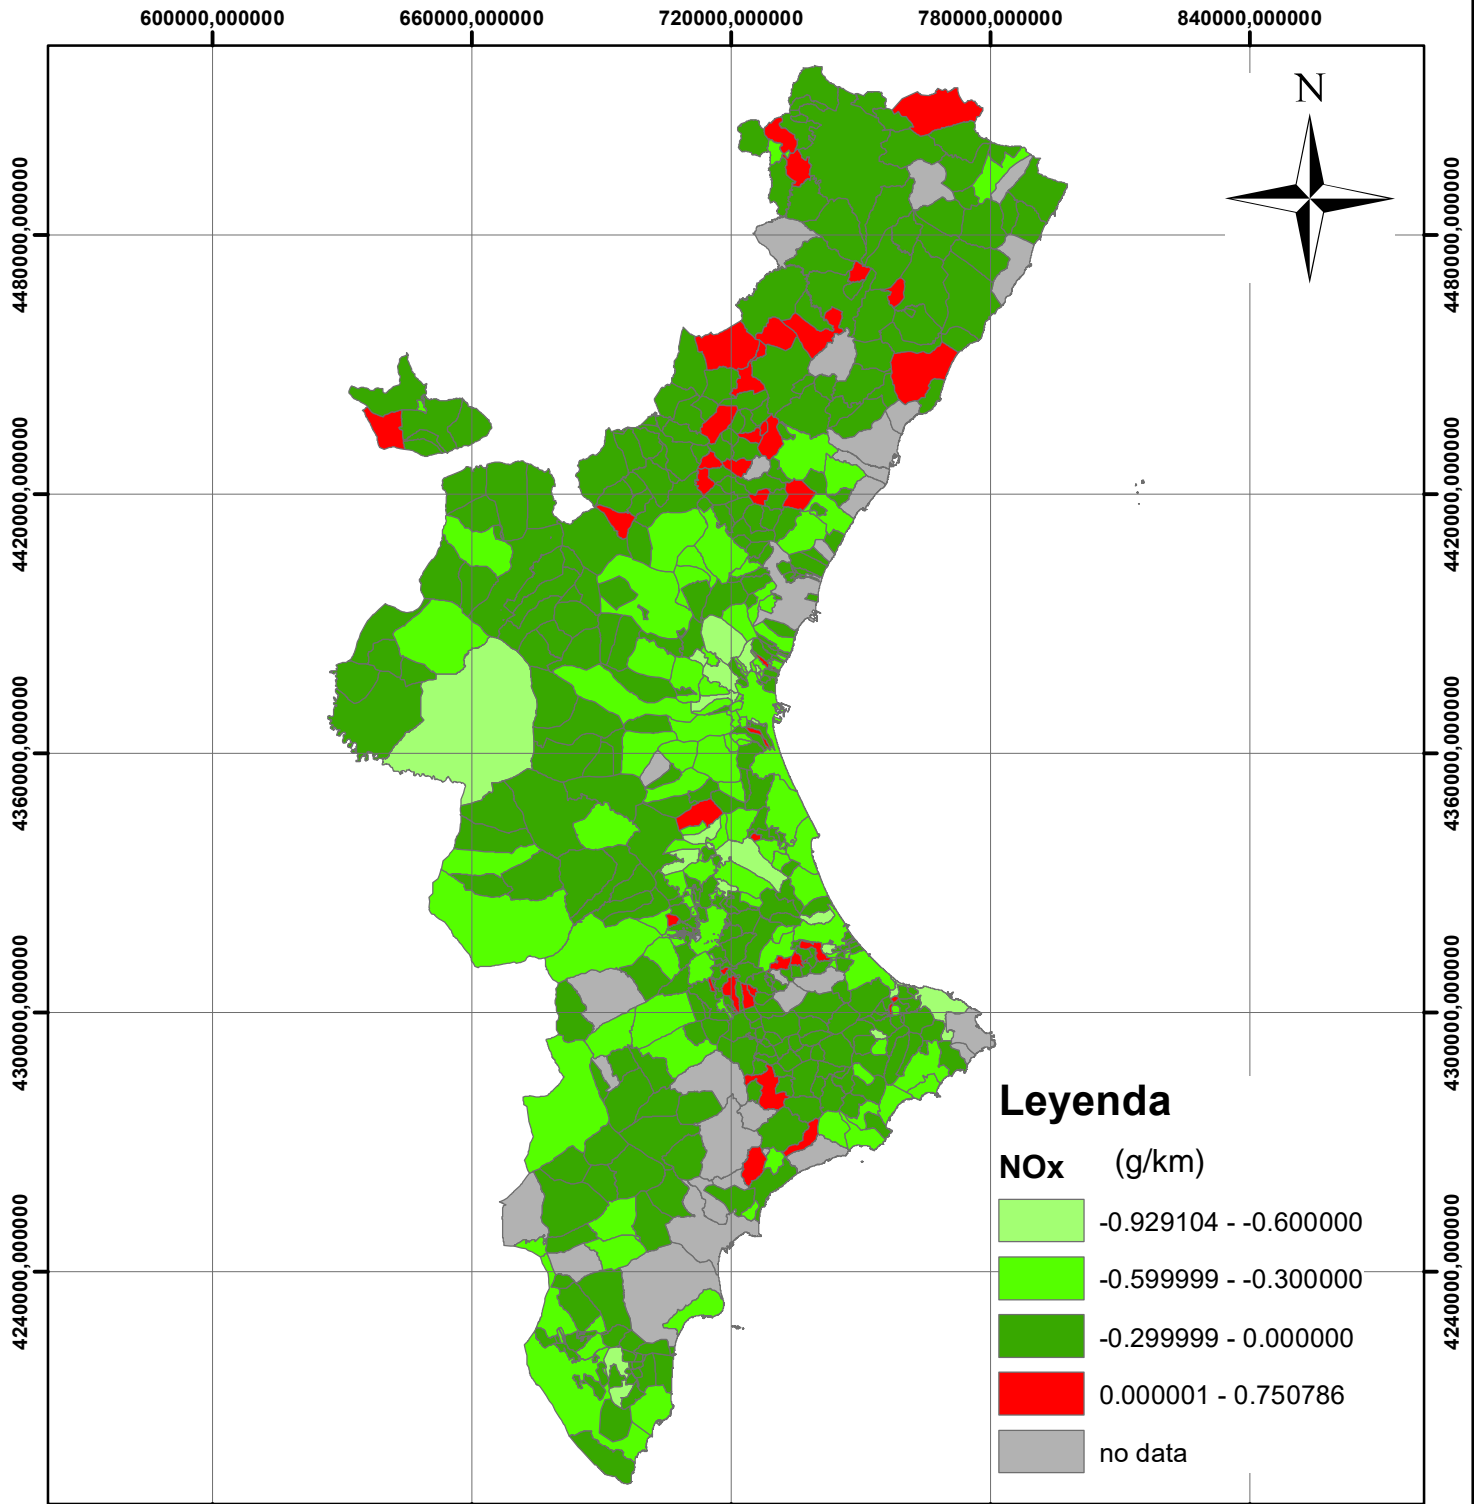 600000,000000 660000,000000 720000,000000 780000,000000 840000,000000
N
4480000,000000 4480000,000000
4420000,000000 4420000,000000
4360000,000000 4360000,000000
4300000,000000 4300000,000000
4240000,000000 4240000,000000
Leyenda
NOx (g/km)
-0.929104 - -0.600000
-0.599999 - -0.300000
-0.299999 - 0.000000
0.000001 - 0.750786
no data